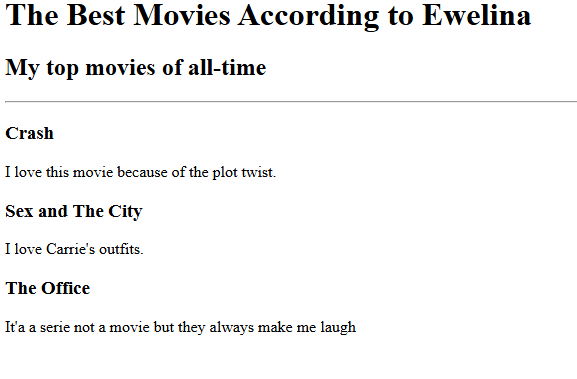 The Best Movies According to Ewelina
My top movies of all-time
Crash
I love this movie because of the plot twist.
Sex and The City
I love Carrie's outfits.
The Office
It'a a serie not a movie but they always make me laugh